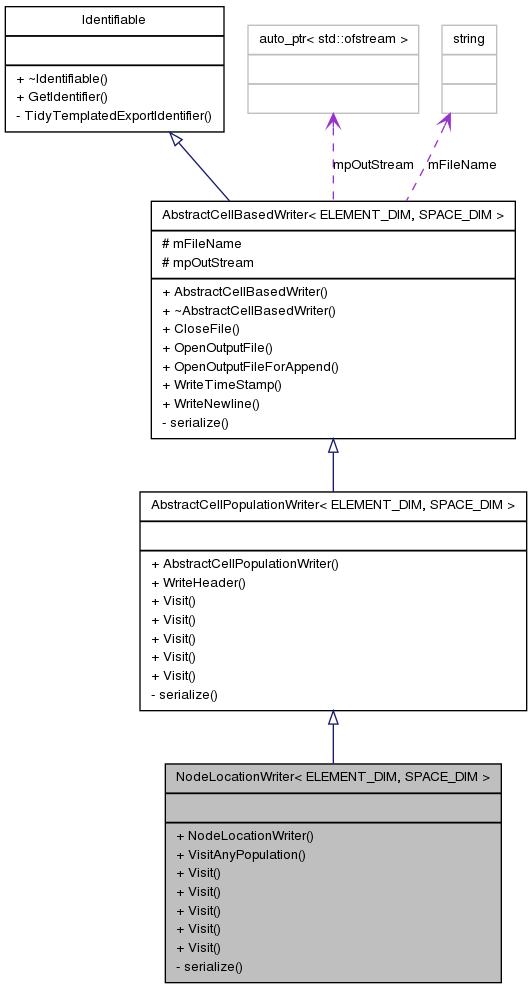 Identifiable
+ ~Identifiable()
+ GetIdentifier()
- TidyTemplatedExportIdentifier()
auto_ptr< std::ofstream >
string
mpOutStream
mFileName
AbstractCellBasedWriter< ELEMENT_DIM, SPACE_DIM >
# mFileName
# mpOutStream
+ AbstractCellBasedWriter()
+ ~AbstractCellBasedWriter()
+ CloseFile()
+ OpenOutputFile()
+ OpenOutputFileForAppend()
+ WriteTimeStamp()
+ WriteNewline()
- serialize()
AbstractCellPopulationWriter< ELEMENT_DIM, SPACE_DIM >
+ AbstractCellPopulationWriter()
+ WriteHeader()
+ Visit()
+ Visit()
+ Visit()
+ Visit()
+ Visit()
- serialize()
NodeLocationWriter< ELEMENT_DIM, SPACE_DIM >
+ NodeLocationWriter()
+ VisitAnyPopulation()
+ Visit()
+ Visit()
+ Visit()
+ Visit()
+ Visit()
- serialize()